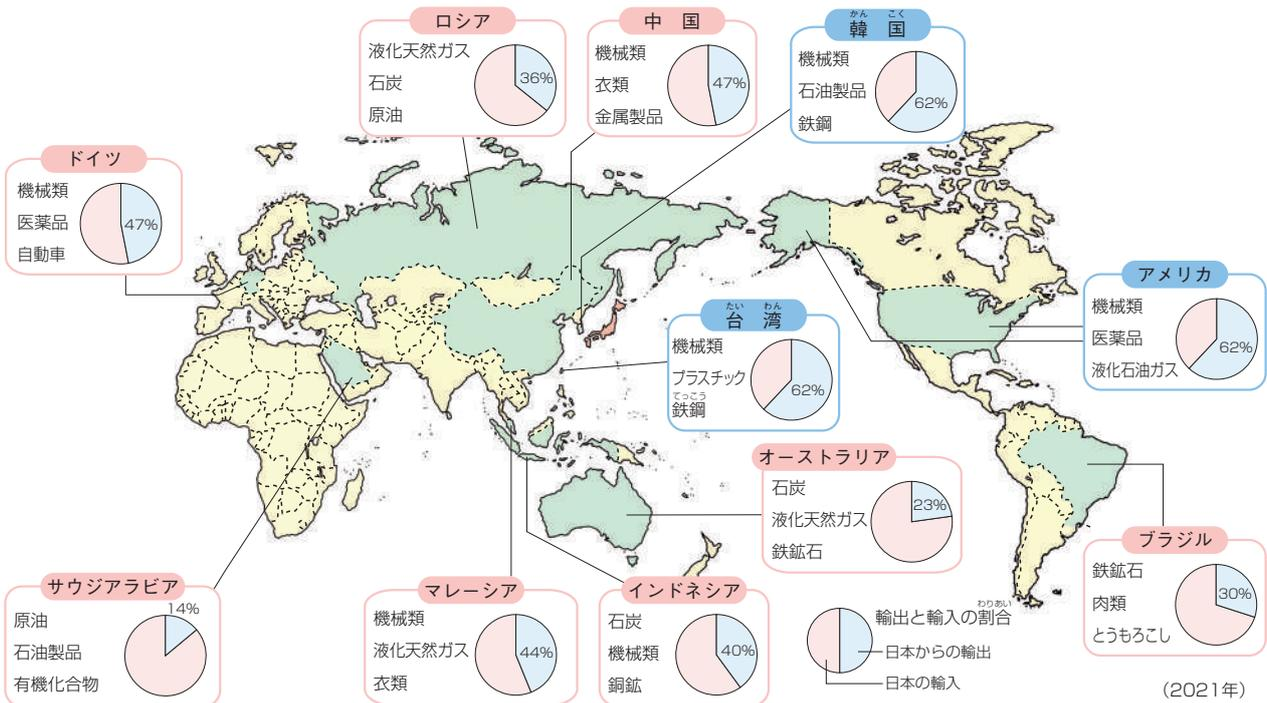 ロシア
液化天然ガス
石炭
原油
36%
中国
機械類
衣類
金属製品
47%
かんこく
韓国
機械類
石油製品
鉄鋼
62%
ドイツ
機械類
医薬品
自動車
47%
アメリカ
機械類
医薬品
液化石油ガス
62%
たいわん
台湾
機械類
プラスチック
てっこう
鉄鋼
62%
オーストラリア
石炭
液化天然ガス
鉄鉱石
23%
ブラジル
鉄鉱石
肉類
とうもろこし
30%
サウジアラビア
原油
石油製品
有機化合物
14%
マレーシア
機械類
液化天然ガス
衣類
44%
インドネシア
石炭
機械類
銅鉱
40%
わりあい
輸出と輸入の割合
日本からの輸出
日本の輸入
（2021年）